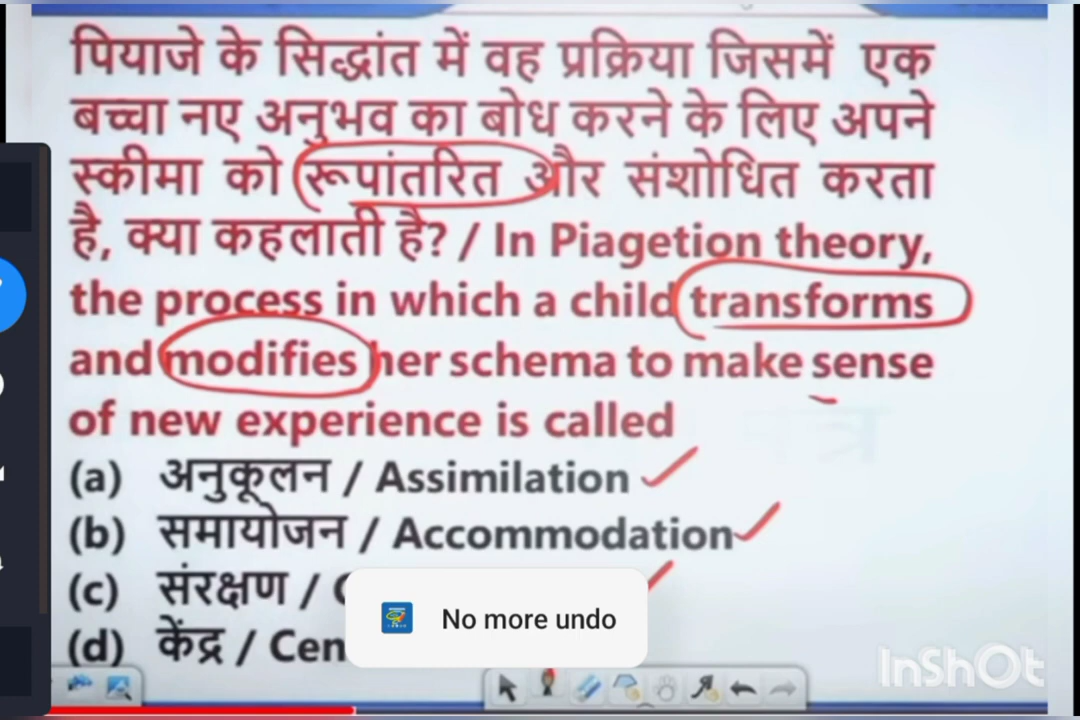 पियाजे के सिद्धांत में वह प्रक्रिया जिसमें एक
बच्चा नए अनुभव का बोध करने के लिए अपने
स्कीमा को रूपांतरित और संशोधित करता
है, क्या कहलाती है? / In Piagetion theory,
the process in which a child transforms
and modifies her schema to make sense
of new experience is called
(a) अनुकूलन / Assimilation
(b) समायोजन / Accommodation
(c) संरक्षण /
(d) केंद्र / Cen
No more undo
InShOt